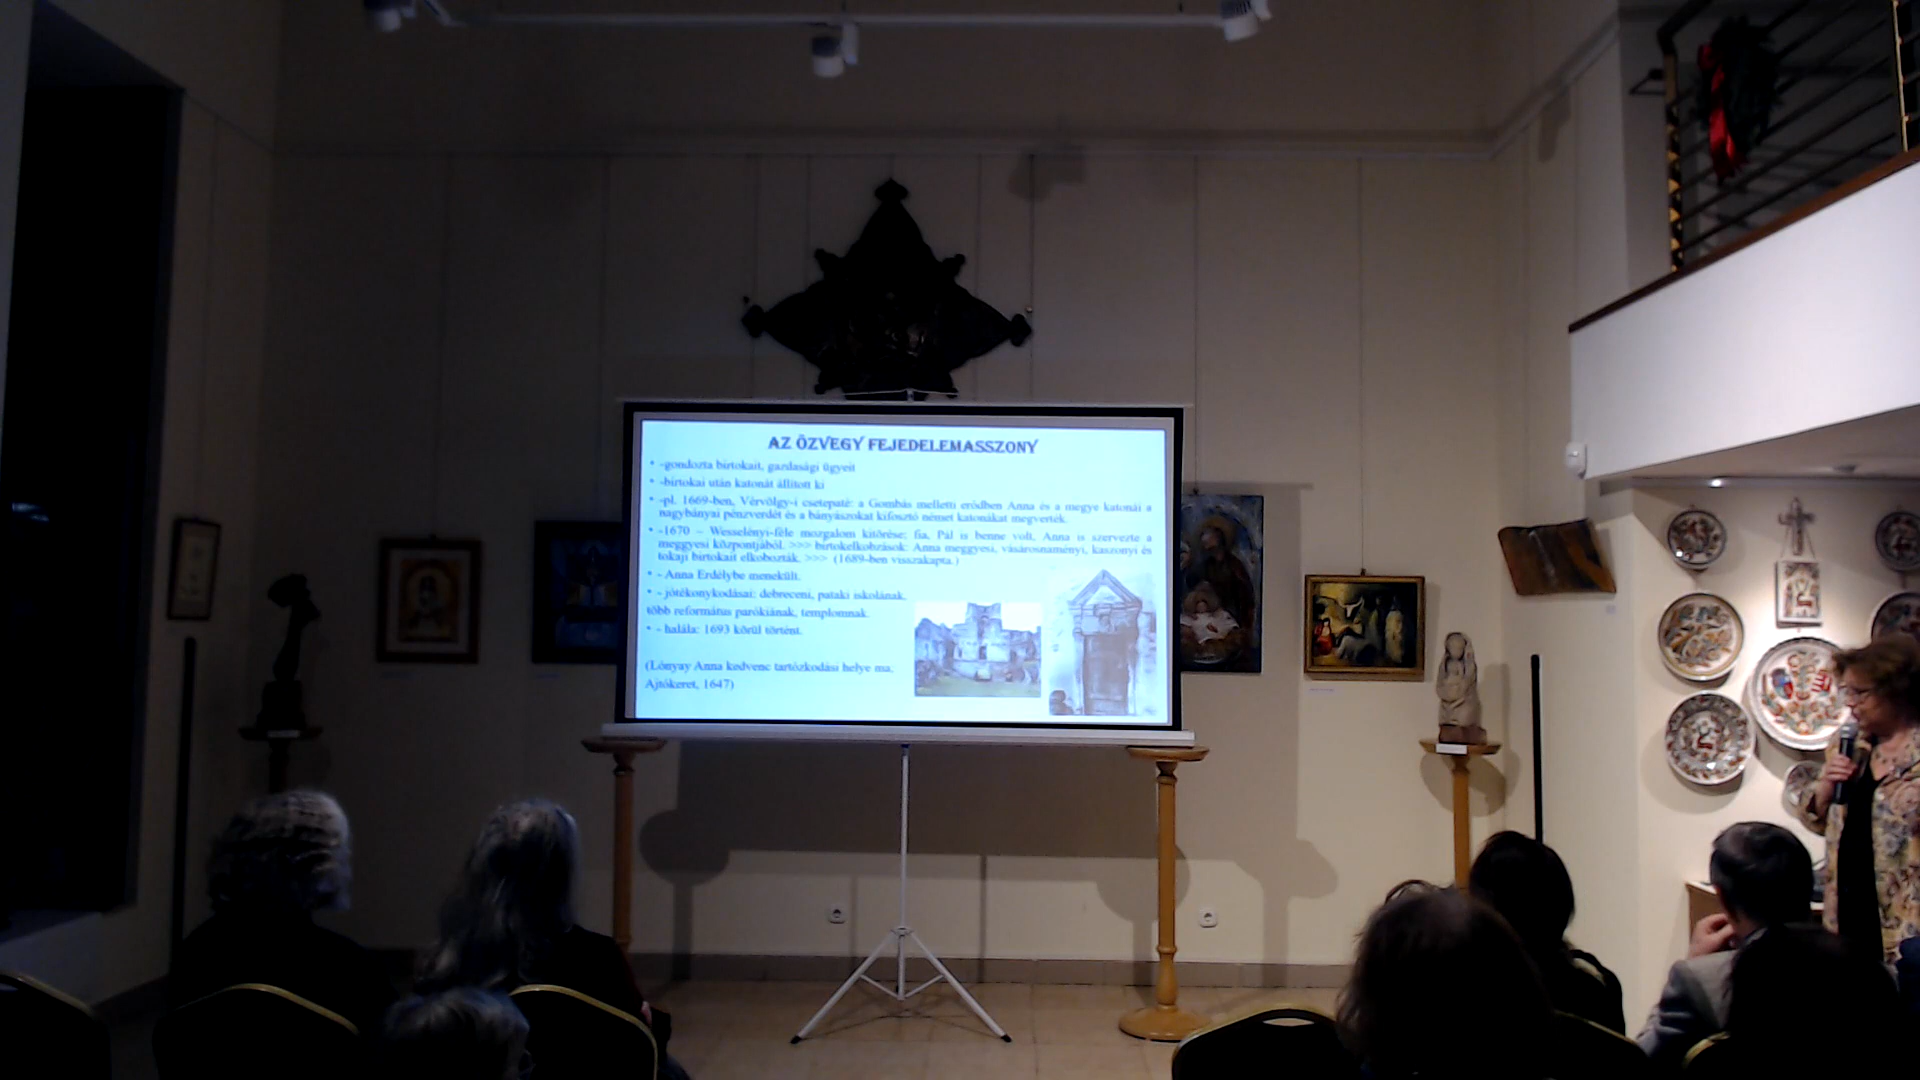 AZ ÖZVEGY FEJEDELEMASSZONY
• -gondozta birtokait, gazdasági ügyeit
• -birtokai után katonát állított ki
• -pl. 1669-ben, Vérvölgy-i csetepaté: a Gombás melletti erődben Anna és a megye katonái a
nagybányai pénzverdét és a bányászokat kifosztó német katonákat megverték.
• -1670 – Wesselényi-féle mozgalom kitörése; fia, Pál is benne volt, Anna is szervezte a
meggyesi központjából. >>> birtokelkobzások: Anna meggyesi, vásárosnaményi, kaszonyi és
tokaji birtokait elkobozták. >>> (1689-ben visszakapta.)
• - Anna Erdélybe menekült.
• - jótékonykodásai: debreceni, pataki iskolának,
több református parókiának, templomnak.
• - halála: 1693 körül történt.
(Lónyay Anna kedvenc tartózkodási helye ma;
Ajtókeret, 1647)